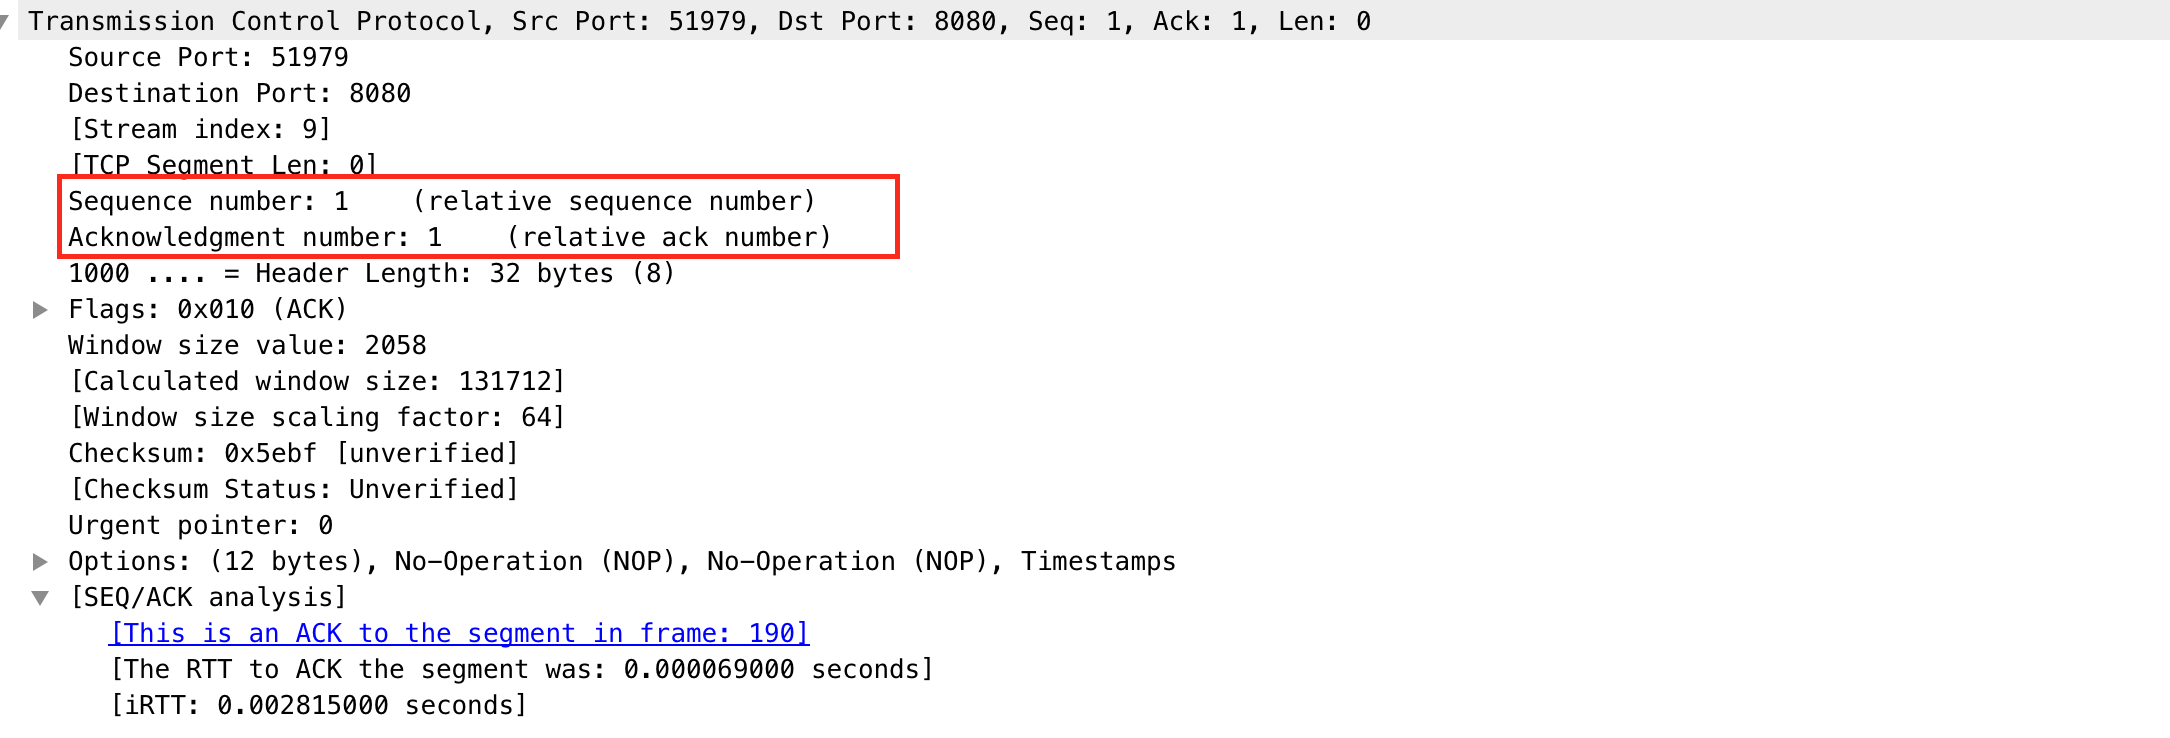 Transmission Control Protocol, Src Port: 51979, Dst Port: 8080, Seq: 1, Ack: 1, Len: 0
Source Port: 51979
Destination Port: 8080
[Stream index: 9]
[TCP Segment Len: 0]
Sequence number: 1    (relative sequence number)
Acknowledgment number: 1    (relative ack number)
1000 .... = Header Length: 32 bytes (8)
Flags: 0x010 (ACK)
Window size value: 2058
[Calculated window size: 131712]
[Window size scaling factor: 64]
Checksum: 0x5ebf [unverified]
[Checksum Status: Unverified]
Urgent pointer: 0
Options: (12 bytes), No-Operation (NOP), No-Operation (NOP), Timestamps
[SEQ/ACK analysis]
[This is an ACK to the segment in frame: 190]
[The RTT to ACK the segment was: 0.000069000 seconds]
[iRTT: 0.002815000 seconds]